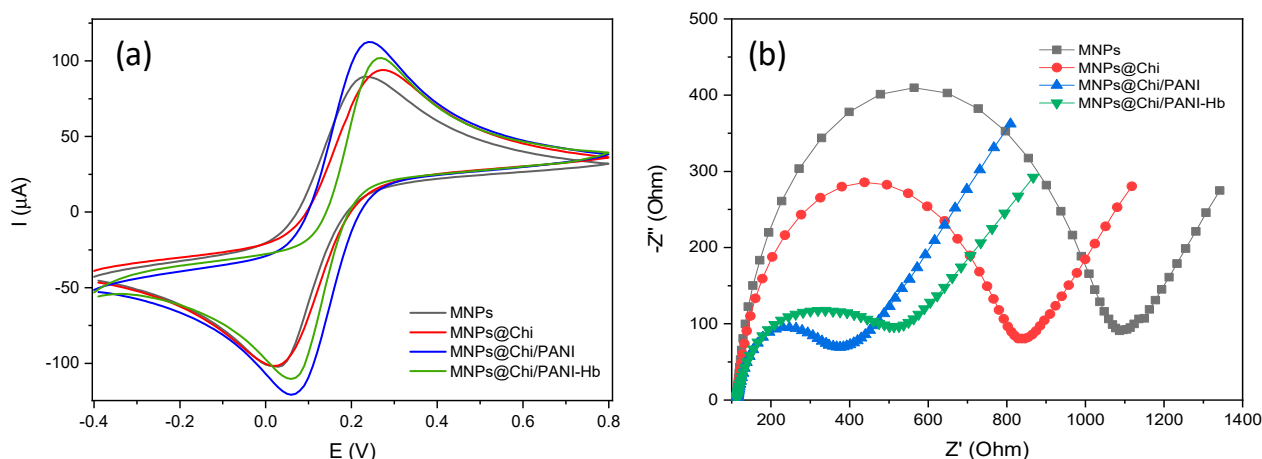 (a)
100
50
0
-50
-100
I (µA)
-0.4
-0.2
0.0
0.2
0.4
0.6
0.8
E (V)
MNPs
MNPs@Chi
MNPs@Chi/PANI
MNPs@Chi/PANI-Hb
(b)
500
400
300
200
100
0
-Z" (Ohm)
200
400
600
800
1000
1200
1400
Z' (Ohm)
MNPs
MNPs@Chi
MNPs@Chi/PANI
MNPs@Chi/PANI-Hb